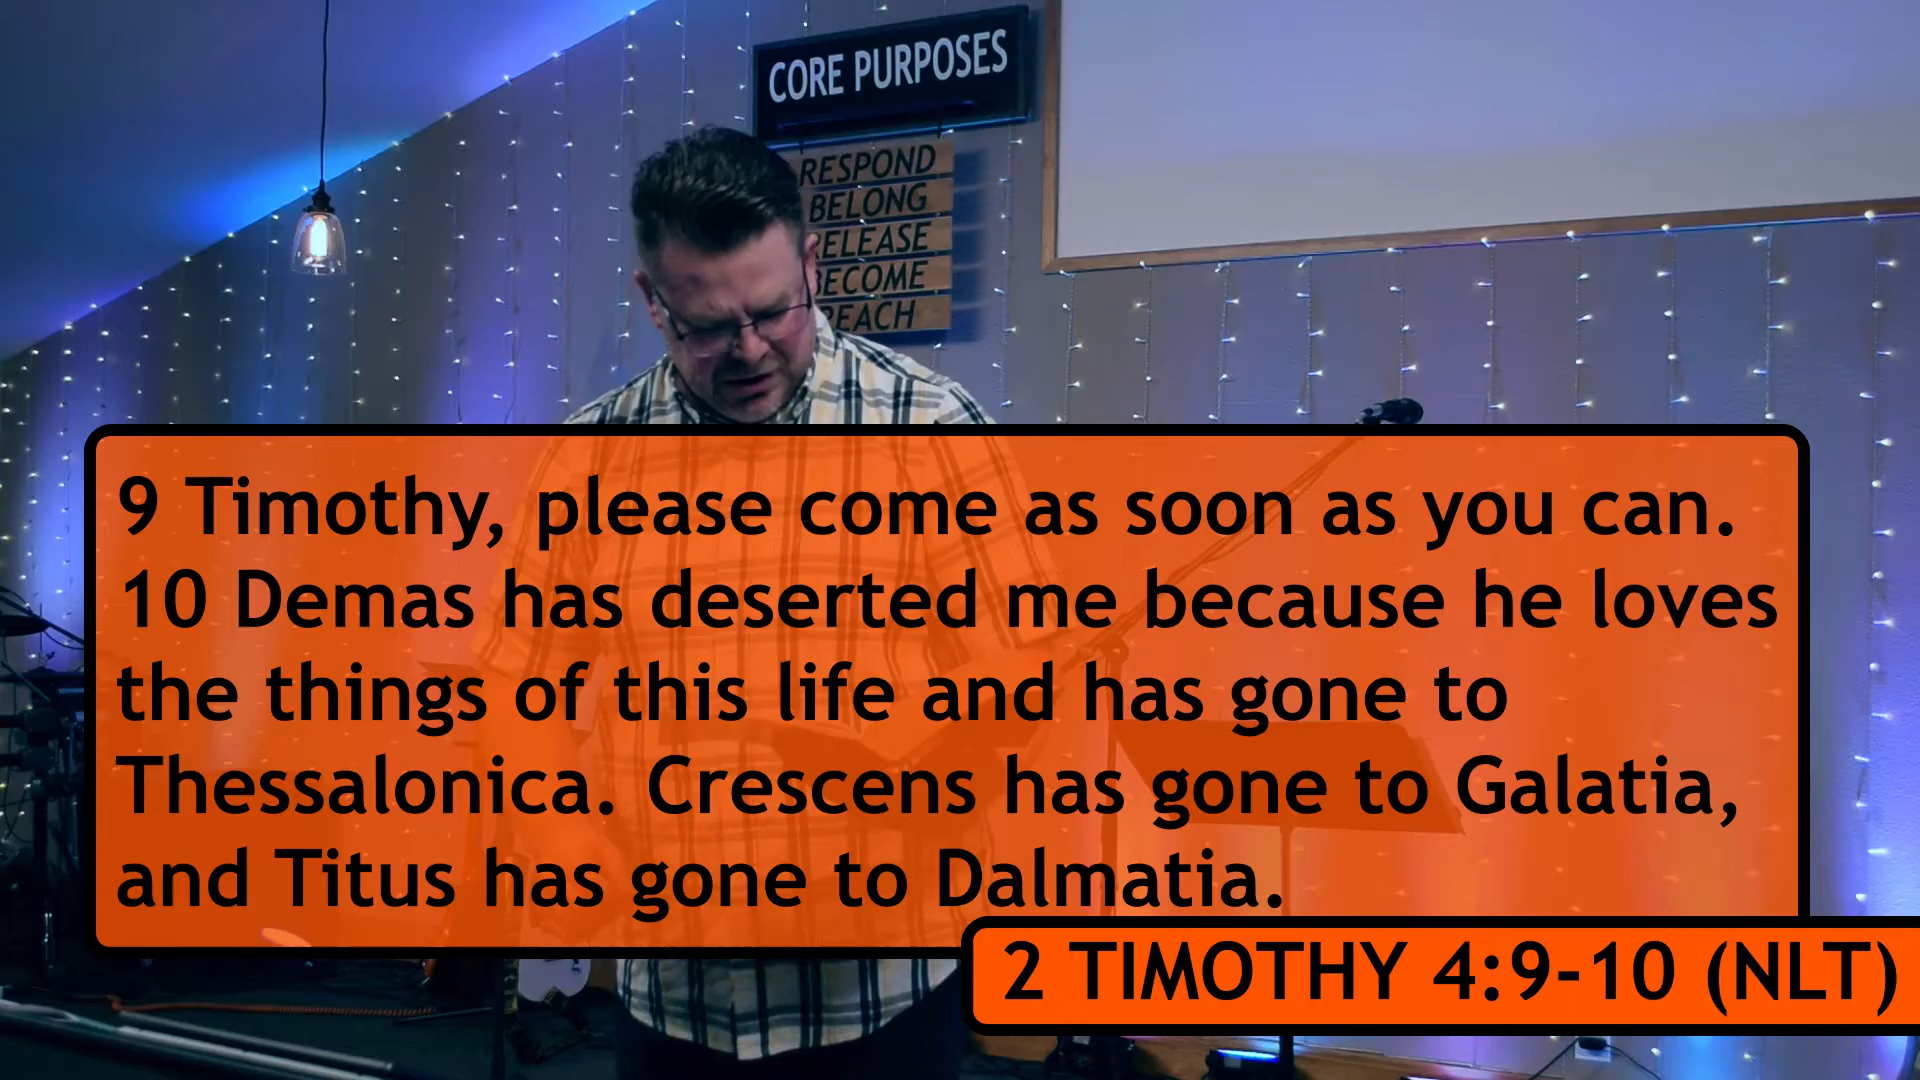 CORE PURPOSES
RESPOND
BELONG
RELEASE
BECOME
REACH
9 Timothy, please come as soon as you can.
10 Demas has deserted me because he loves
the things of this life and has gone to
Thessalonica. Crescens has gone to Galatia,
and Titus has gone to Dalmatia.
2 TIMOTHY 4:9-10 (NLT)